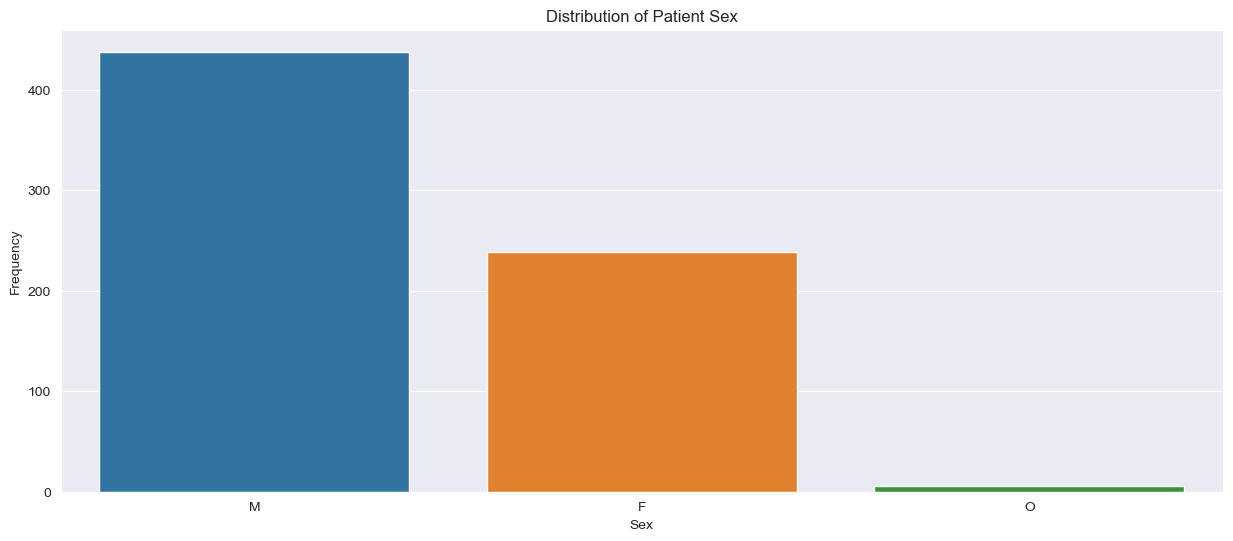 Distribution of Patient Sex
400
300
200
100
0
Frequency
M F O
Sex